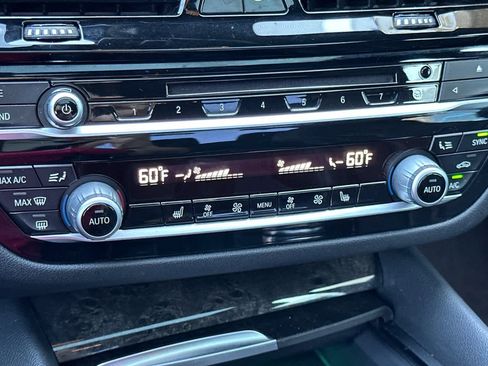 1 2 3 4 5 6 7
ND
MAX A/C 60°F 60°F SYNC
MAX AUTO OFF MENU OFF AUTO A/C